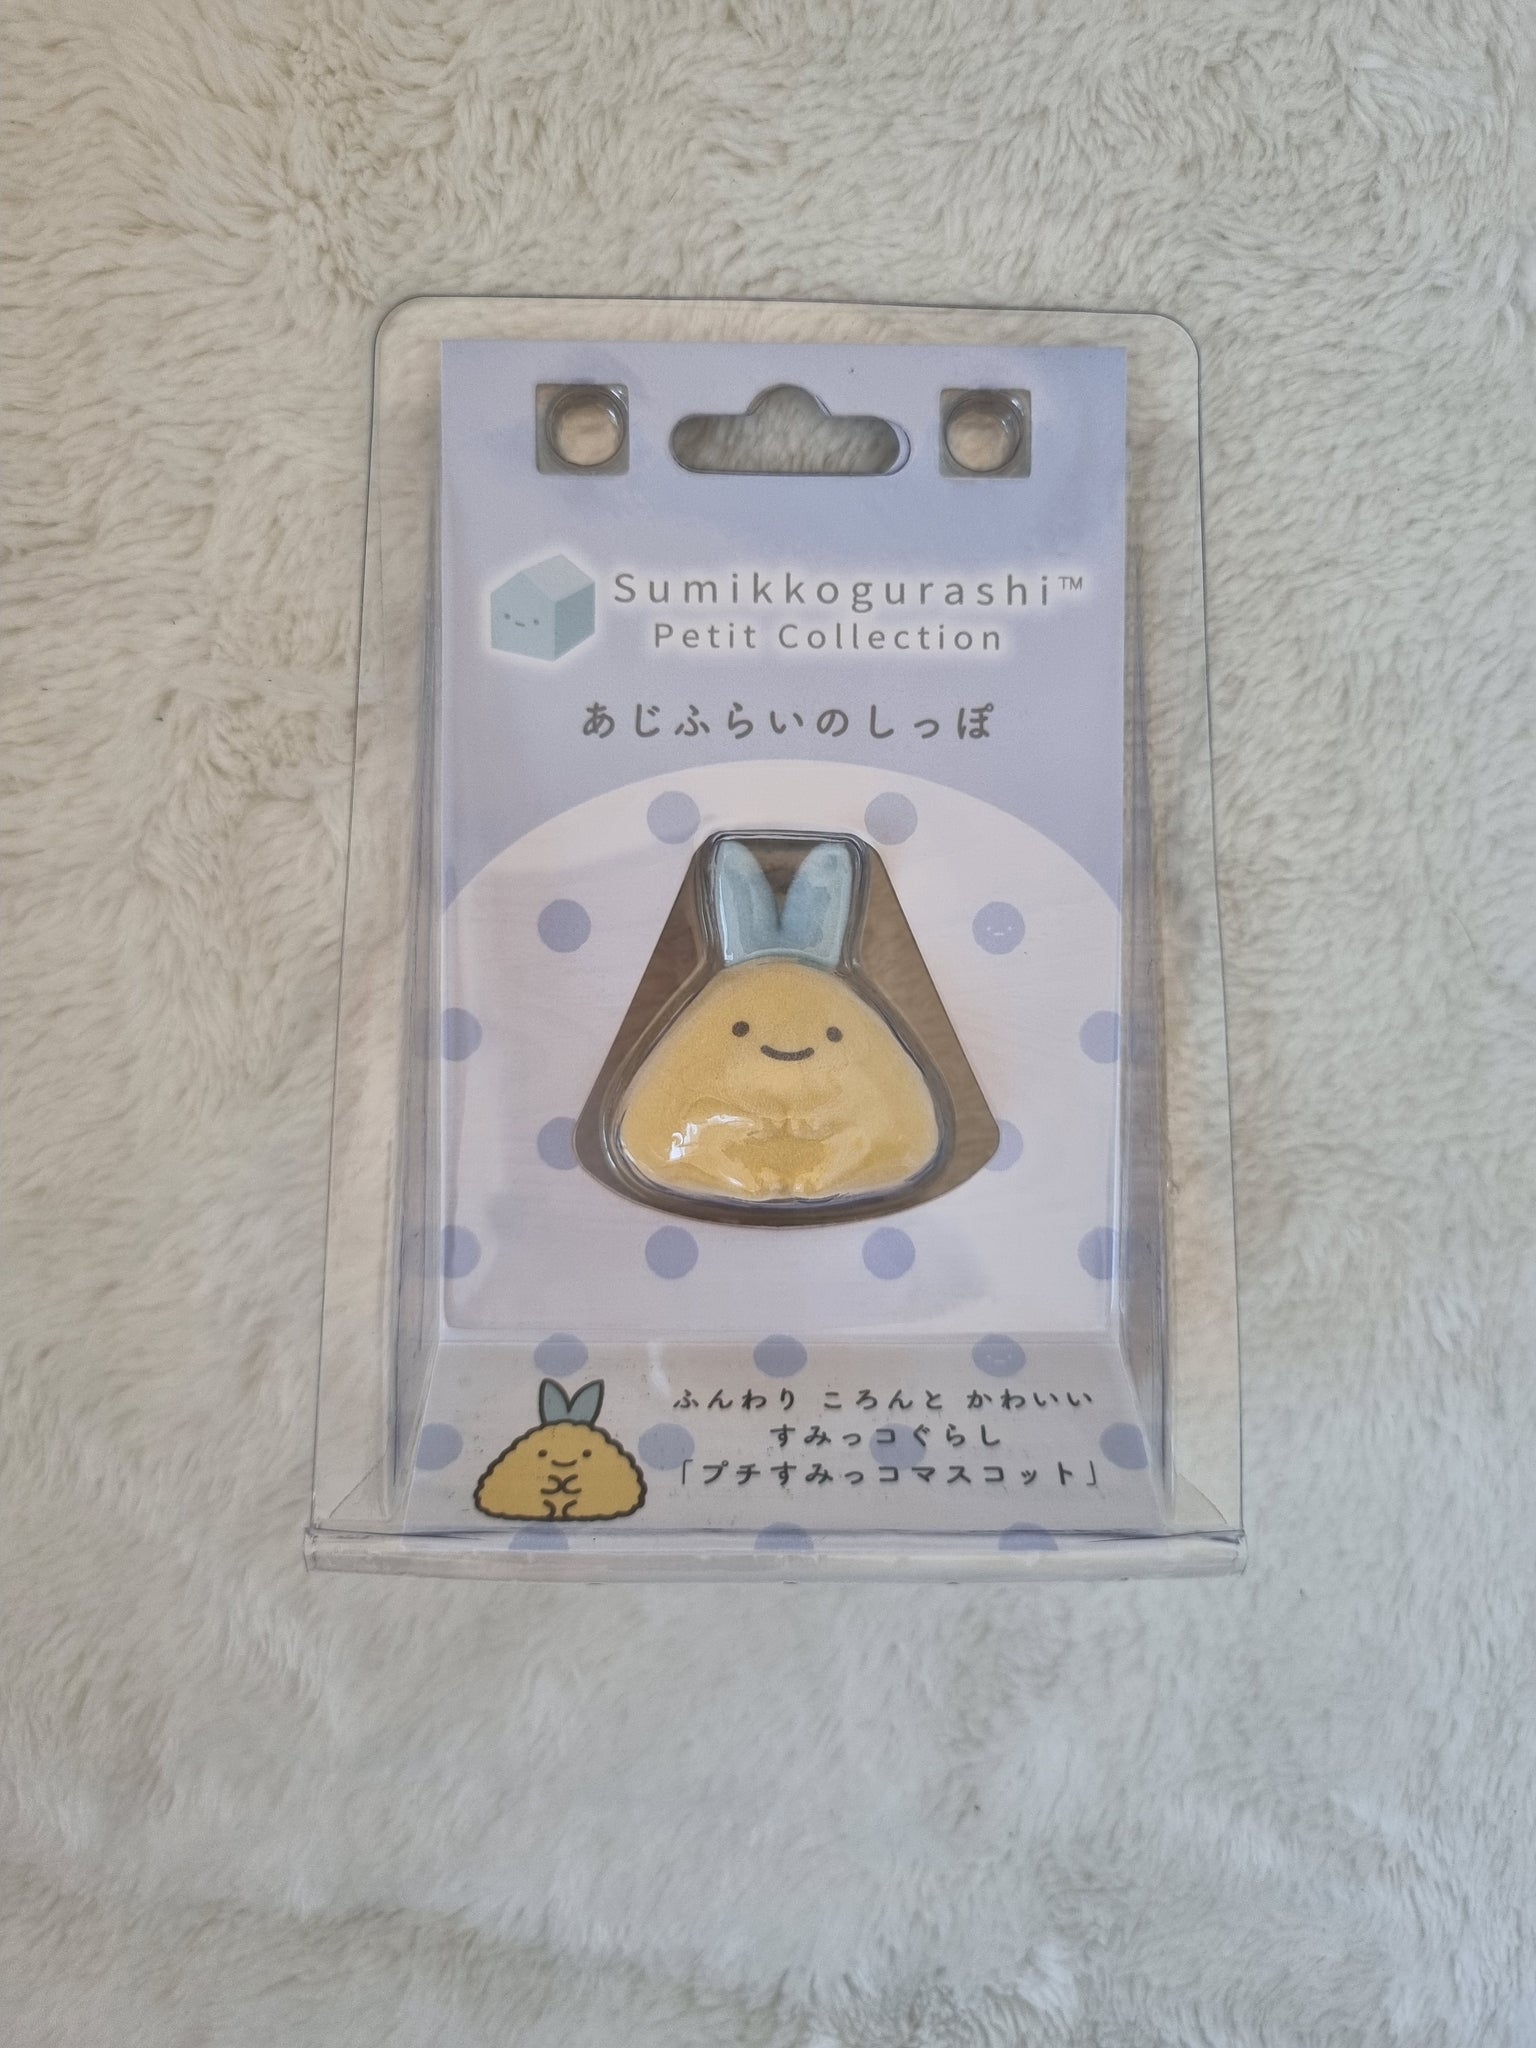 Sumikkogurashi™
Petit Collection
あじふらいのしっぽ
ふんわり ころんと かわいい
すみっコぐらし
「プチすみっコマスコット」